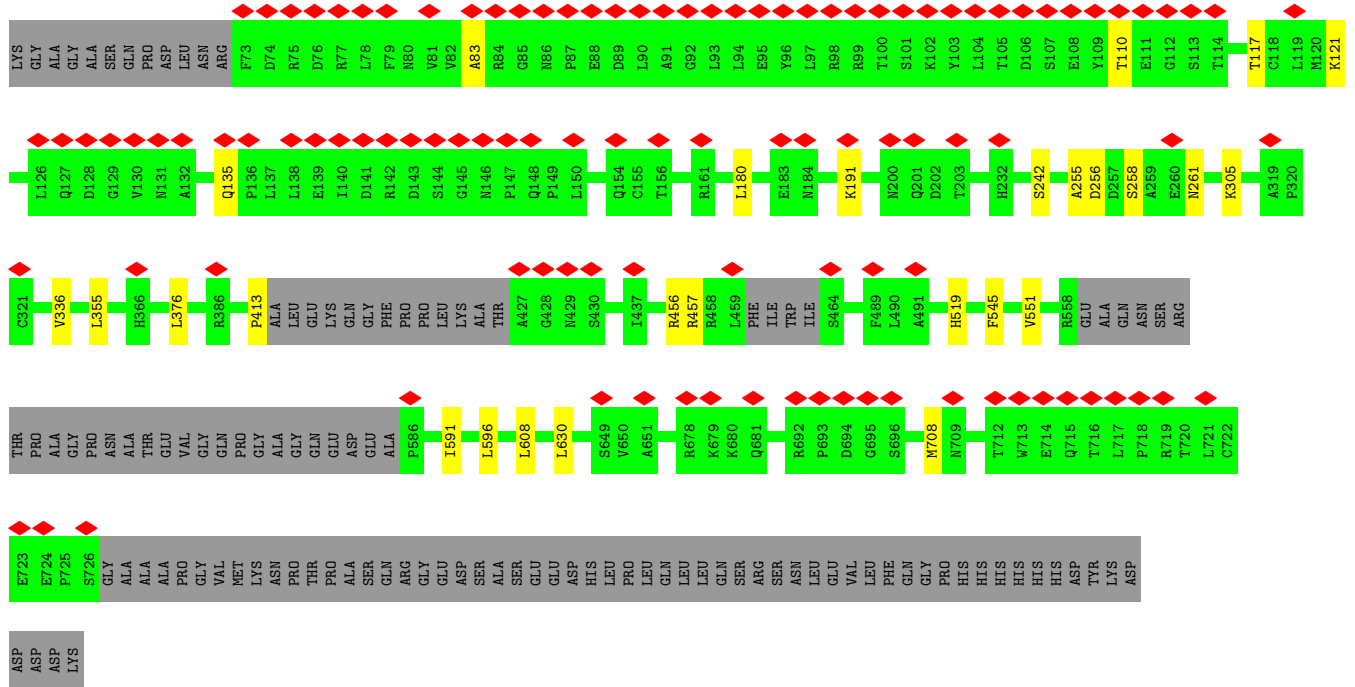 LYS GLY ALA GLY ALA SER GLN PRO ASP LEU ASN ARG F73 D74 R75 D76 R77 L78 F79 N80 V81 V82 A83 R84 G85 N86 P87 E88 D89 L90 A91 G92 L93 L94 E95 Y96 L97 R98 R99 T100 S101 K102 Y103 L104 T105 D106 S107 E108 Y109 T110 E111 G112 S113 T114 T117 C118 L119 M120 K121
L126 Q127 D128 G129 V130 N131 A132 Q135 P136 L137 L138 E139 I140 D141 R142 D143 S144 G145 N146 P147 Q148 P149 L150 Q154 C155 T156 R161 L180 E183 N184 K191 N200 Q201 D202 T203 H232 S242 A255 D256 D257 S258 A259 E260 N261 K305 A319 P320
C321 V336 L355 H366 L376 R386 P413 ALA LEU GLU LYS GLN GLY PHE PRO PRO LEU LYS ALA THR A427 G428 N429 S430 I437 R456 R457 R458 L459 PHE ILE TRP ILE S464 F489 L490 A491 H519 F545 V551 R558 GLU ALA GLN ASN SER ARG
THR PRO ALA GLY PRO ASN ALA THR GLU VAL GLY GLN PRO GLY ALA GLY GLN GLU ASP GLU ALA P586 I591 L596 L608 L630 S649 V650 A651 R678 K679 K680 Q681 R692 P693 D694 G695 S696 M708 N709 T712 W713 E714 Q715 T716 L717 P718 R719 T720 L721 C722
E723 E724 P725 S726 GLY ALA ALA ALA PRO GLY VAL MET LYS ASN PRO THR PRO ALA SER GLN ARG GLY GLU ASP SER ALA SER GLU GLU ASP HIS LEU PRO LEU GLN LEU LEU GLN SER ARG SER ASN LEU GLU VAL LEU PHE GLN GLY PRO HIS HIS HIS HIS HIS HIS ASP TYR LYS ASP
ASP ASP ASP LYS